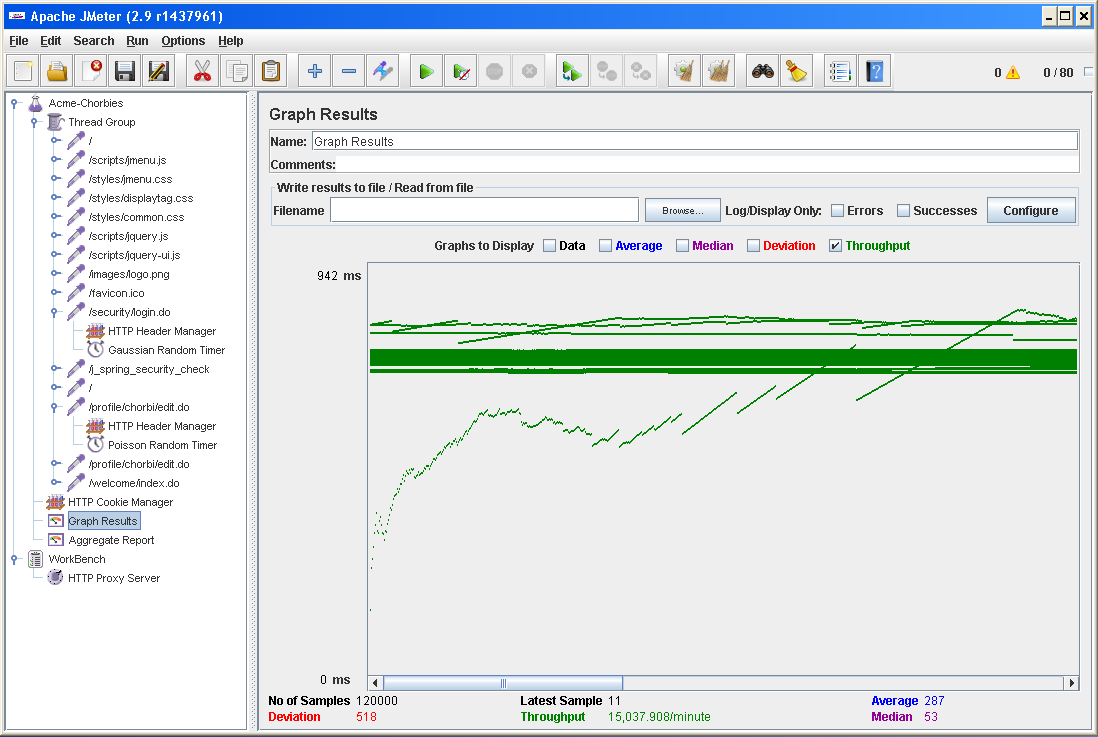 Apache JMeter (2.9 r1437961)
File Edit Search Run Options Help
0 0 / 80
Acme-Chorbies
Thread Group
/
/scripts/jmenu.js
/styles/jmenu.css
/styles/displaytag.css
/styles/common.css
/scripts/jquery.js
/scripts/jquery-ui.js
/images/logo.png
/favicon.ico
/security/login.do
HTTP Header Manager
Gaussian Random Timer
/j_spring_security_check
/
/profile/chorbi/edit.do
HTTP Header Manager
Poisson Random Timer
/profile/chorbi/edit.do
/welcome/index.do
HTTP Cookie Manager
Graph Results
Aggregate Report
WorkBench
HTTP Proxy Server
Graph Results
Name: Graph Results
Comments:
Write results to file / Read from file
Filename Browse... Log/Display Only: Errors Successes Configure
Graphs to Display Data Average Median Deviation Throughput
942 ms
0 ms
No of Samples 120000 Latest Sample 11 Average 287
Deviation 518 Throughput 15,037.908/minute Median 53